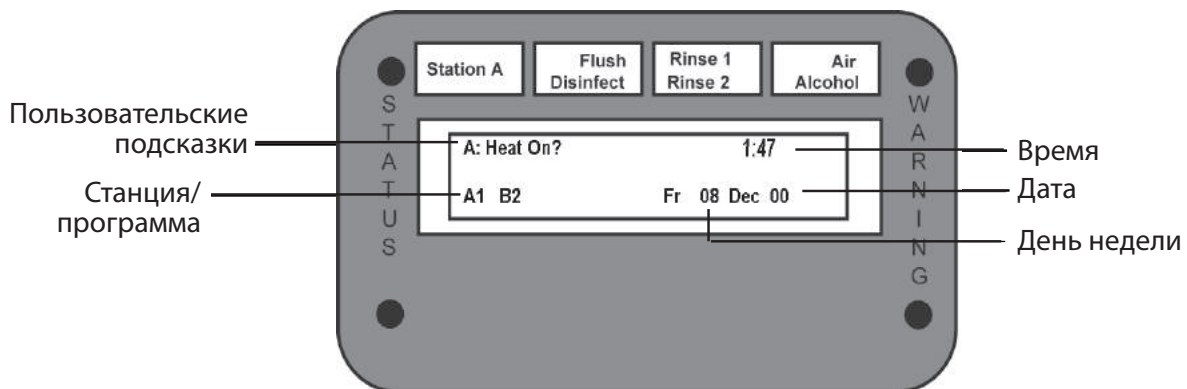 Station A
Flush
Disinfect
Rinse 1
Rinse 2
Air
Alcohol
STATUS
WARNING
Пользовательские
подсказки
A: Heat On?
1:47
Время
Станция/
программа
A1 B2
Fr 08 Dec 00
Дата
День недели